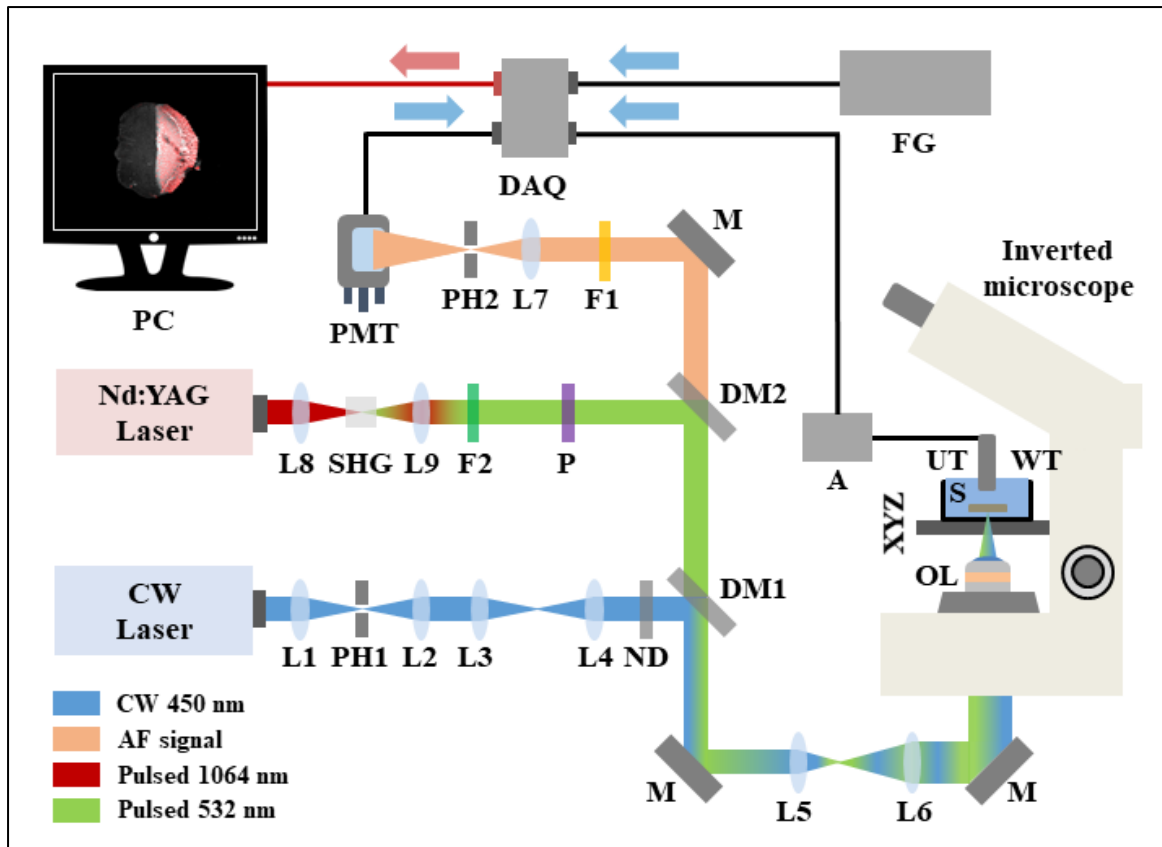 DAQ
FG
M
Inverted
microscope
PC
PMT
PH2
L7
F1
Nd:YAG
Laser
DM2
L8
SHG
L9
F2
P
A
UT
WT
S
XYZ
OL
CW
Laser
DM1
L1
PH1
L2
L3
L4
ND
CW 450 nm
AF signal
Pulsed 1064 nm
Pulsed 532 nm
M
L5
L6
M